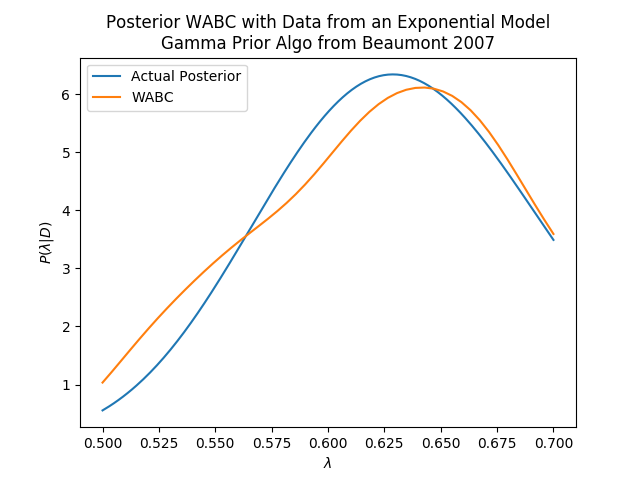 Posterior WABC with Data from an Exponential Model
Gamma Prior Algo from Beaumont 2007
Actual Posterior
WABC
6
5
4
3
2
1
P(λ|D)
0.500 0.525 0.550 0.575 0.600 0.625 0.650 0.675 0.700
λ